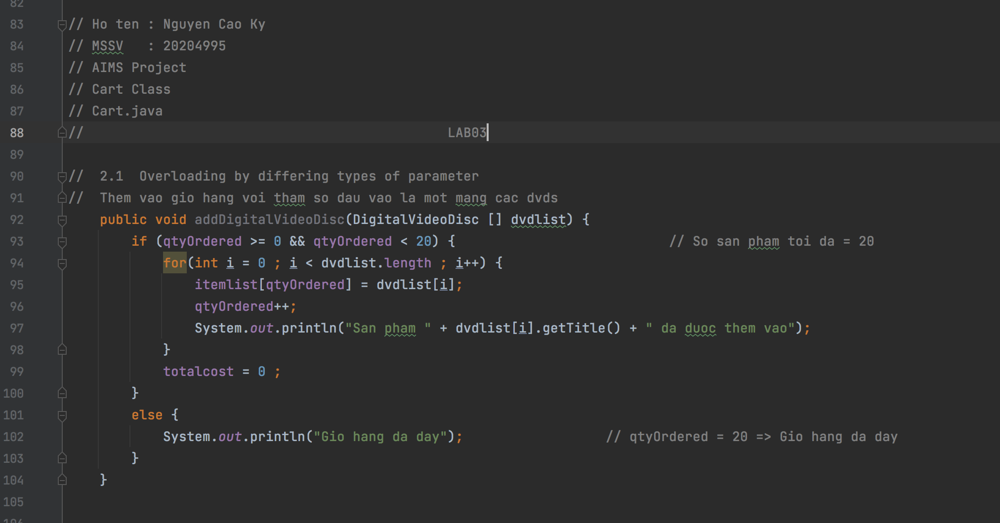 82
83 // Ho ten : Nguyen Cao Ky
84 // MSSV   : 20204995
85 // AIMS Project
86 // Cart Class
87 // Cart.java
88 //                                              LAB03
89
90 //  2.1  Overloading by differing types of parameter
91 //  Them vao gio hang voi tham so dau vao la mot mang cac dvds
92     public void addDigitalVideoDisc(DigitalVideoDisc [] dvdlist) {
93         if (qtyOrdered >= 0 && qtyOrdered < 20) {                           // So san pham toi da = 20
94             for(int i = 0 ; i < dvdlist.length ; i++) {
95                 itemlist[qtyOrdered] = dvdlist[i];
96                 qtyOrdered++;
97                 System.out.println("San pham " + dvdlist[i].getTitle() + " da duoc them vao");
98             }
99             totalcost = 0 ;
100         }
101         else {
102             System.out.println("Gio hang da day");                  // qtyOrdered = 20 => Gio hang da day
103         }
104     }
105
106